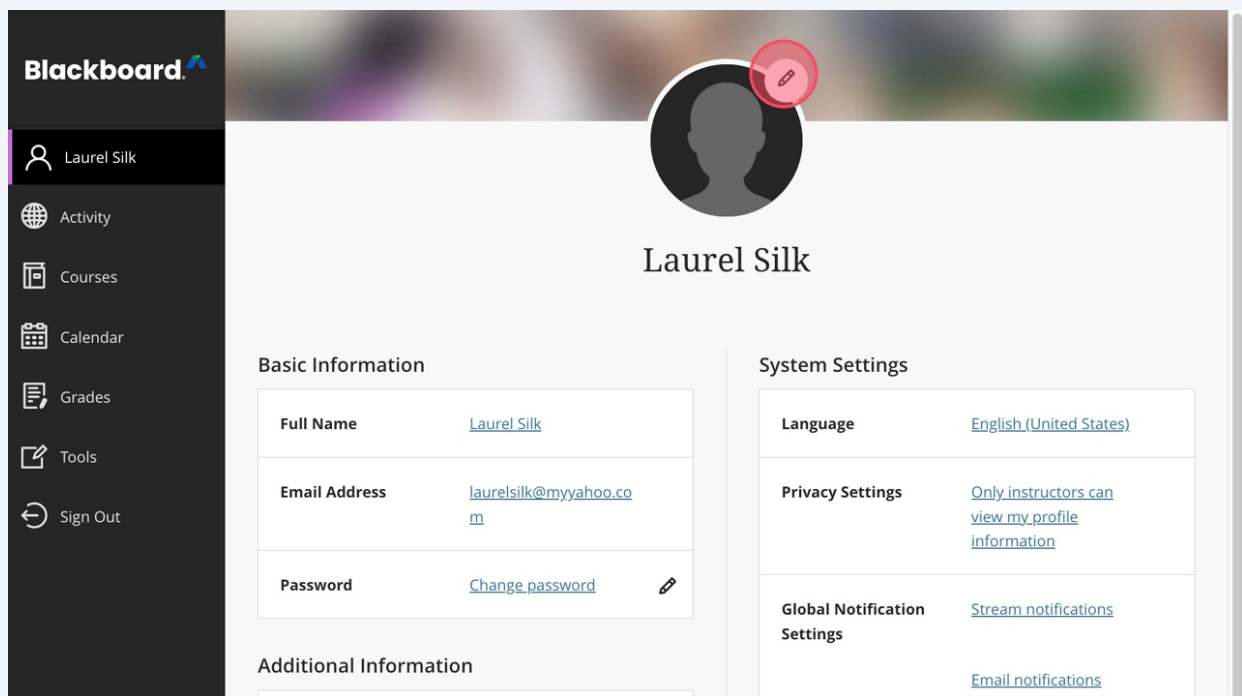 Blackboard.
Laurel Silk
Activity
Courses
Calendar
Grades
Tools
Sign Out
Laurel Silk
Basic Information
Full Name
Laurel Silk
Email Address
laurelsilk@myyahoo.co
m
Password
Change password
Additional Information
System Settings
Language
English (United States)
Privacy Settings
Only instructors can
view my profile
information
Global Notification
Settings
Stream notifications
Email notifications